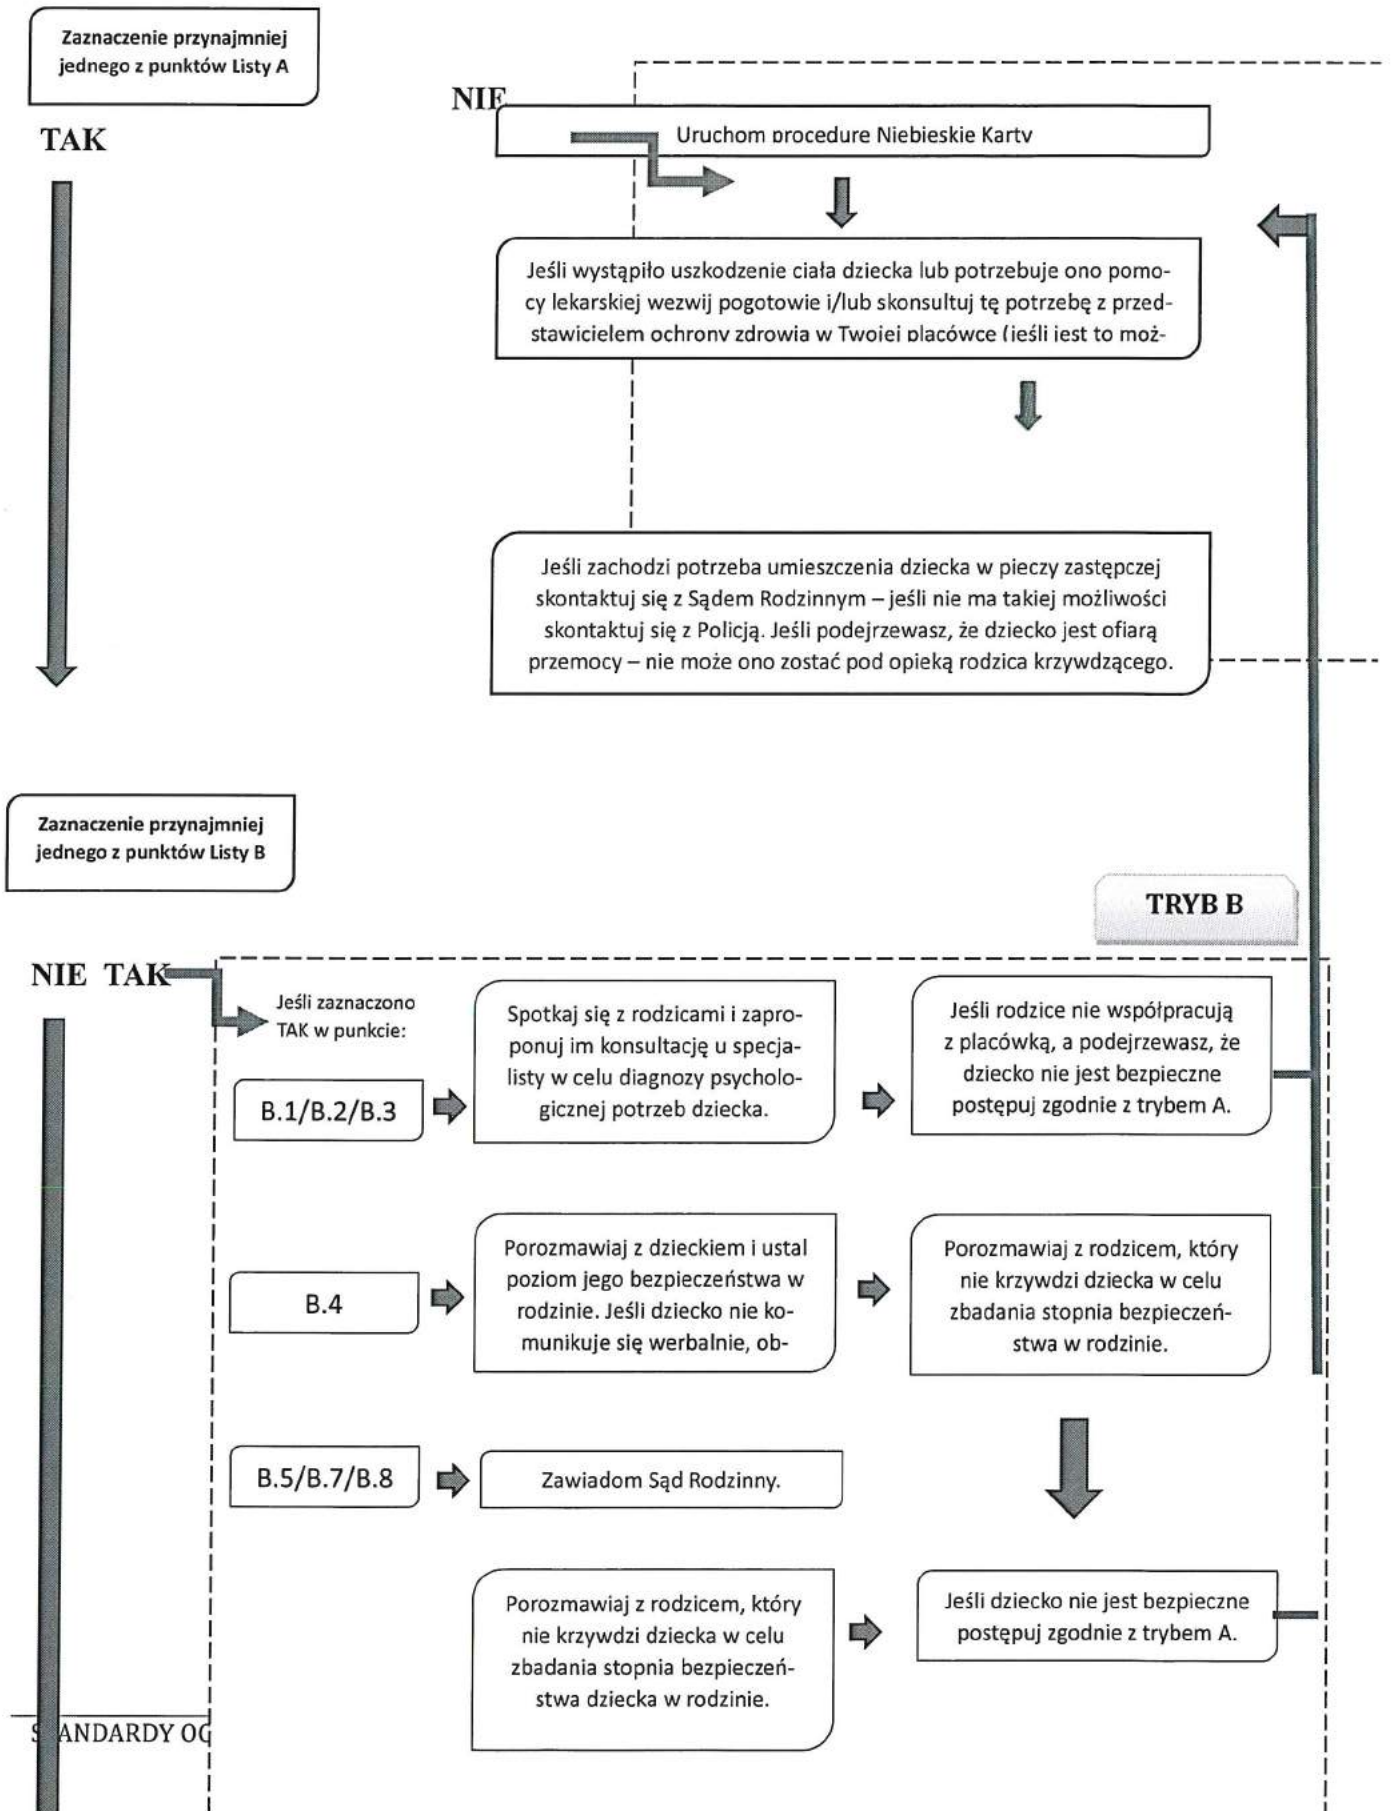 Zaznaczenie przynajmniej
jednego z punktów Listy A
TAK
NIE
Uruchom procedurę Niebieskie Karty
Jeśli wystąpiło uszkodzenie ciała dziecka lub potrzebuje ono pomo-
cy lekarskiej wezwij pogotowie i/lub skonsultuj tę potrzebę z przed-
stawicielem ochrony zdrowia w Twojej placówce (jeśli jest to moż-
Jeśli zachodzi potrzeba umieszczenia dziecka w pieczy zastępczej
skontaktuj się z Sądem Rodzinnym – jeśli nie ma takiej możliwości
skontaktuj się z Policją. Jeśli podejrzewasz, że dziecko jest ofiarą
przemocy – nie może ono zostać pod opieką rodzica krzywdzącego.
Zaznaczenie przynajmniej
jednego z punktów Listy B
TRYB B
NIE TAK
Jeśli zaznaczono
TAK w punkcie:
B.1/B.2/B.3
Spotkaj się z rodzicami i zapro-
ponuj im konsultację u specja-
listy w celu diagnozy psycholo-
gicznej potrzeb dziecka.
Jeśli rodzice nie współpracują
z placówką, a podejrzewasz, że
dziecko nie jest bezpieczne
postępuj zgodnie z trybem A.
B.4
Porozmawiaj z dzieckiem i ustal
poziom jego bezpieczeństwa w
rodzinie. Jeśli dziecko nie ko-
munikuje się werbalnie, ob-
Porozmawiaj z rodzicem, który
nie krzywdzi dziecka w celu
zbadania stopnia bezpieczeń-
stwa w rodzinie.
B.5/B.7/B.8
Zawiadom Sąd Rodzinny.
Porozmawiaj z rodzicem, który
nie krzywdzi dziecka w celu
zbadania stopnia bezpieczeń-
stwa dziecka w rodzinie.
Jeśli dziecko nie jest bezpieczne
postępuj zgodnie z trybem A.
STANDARDY OC